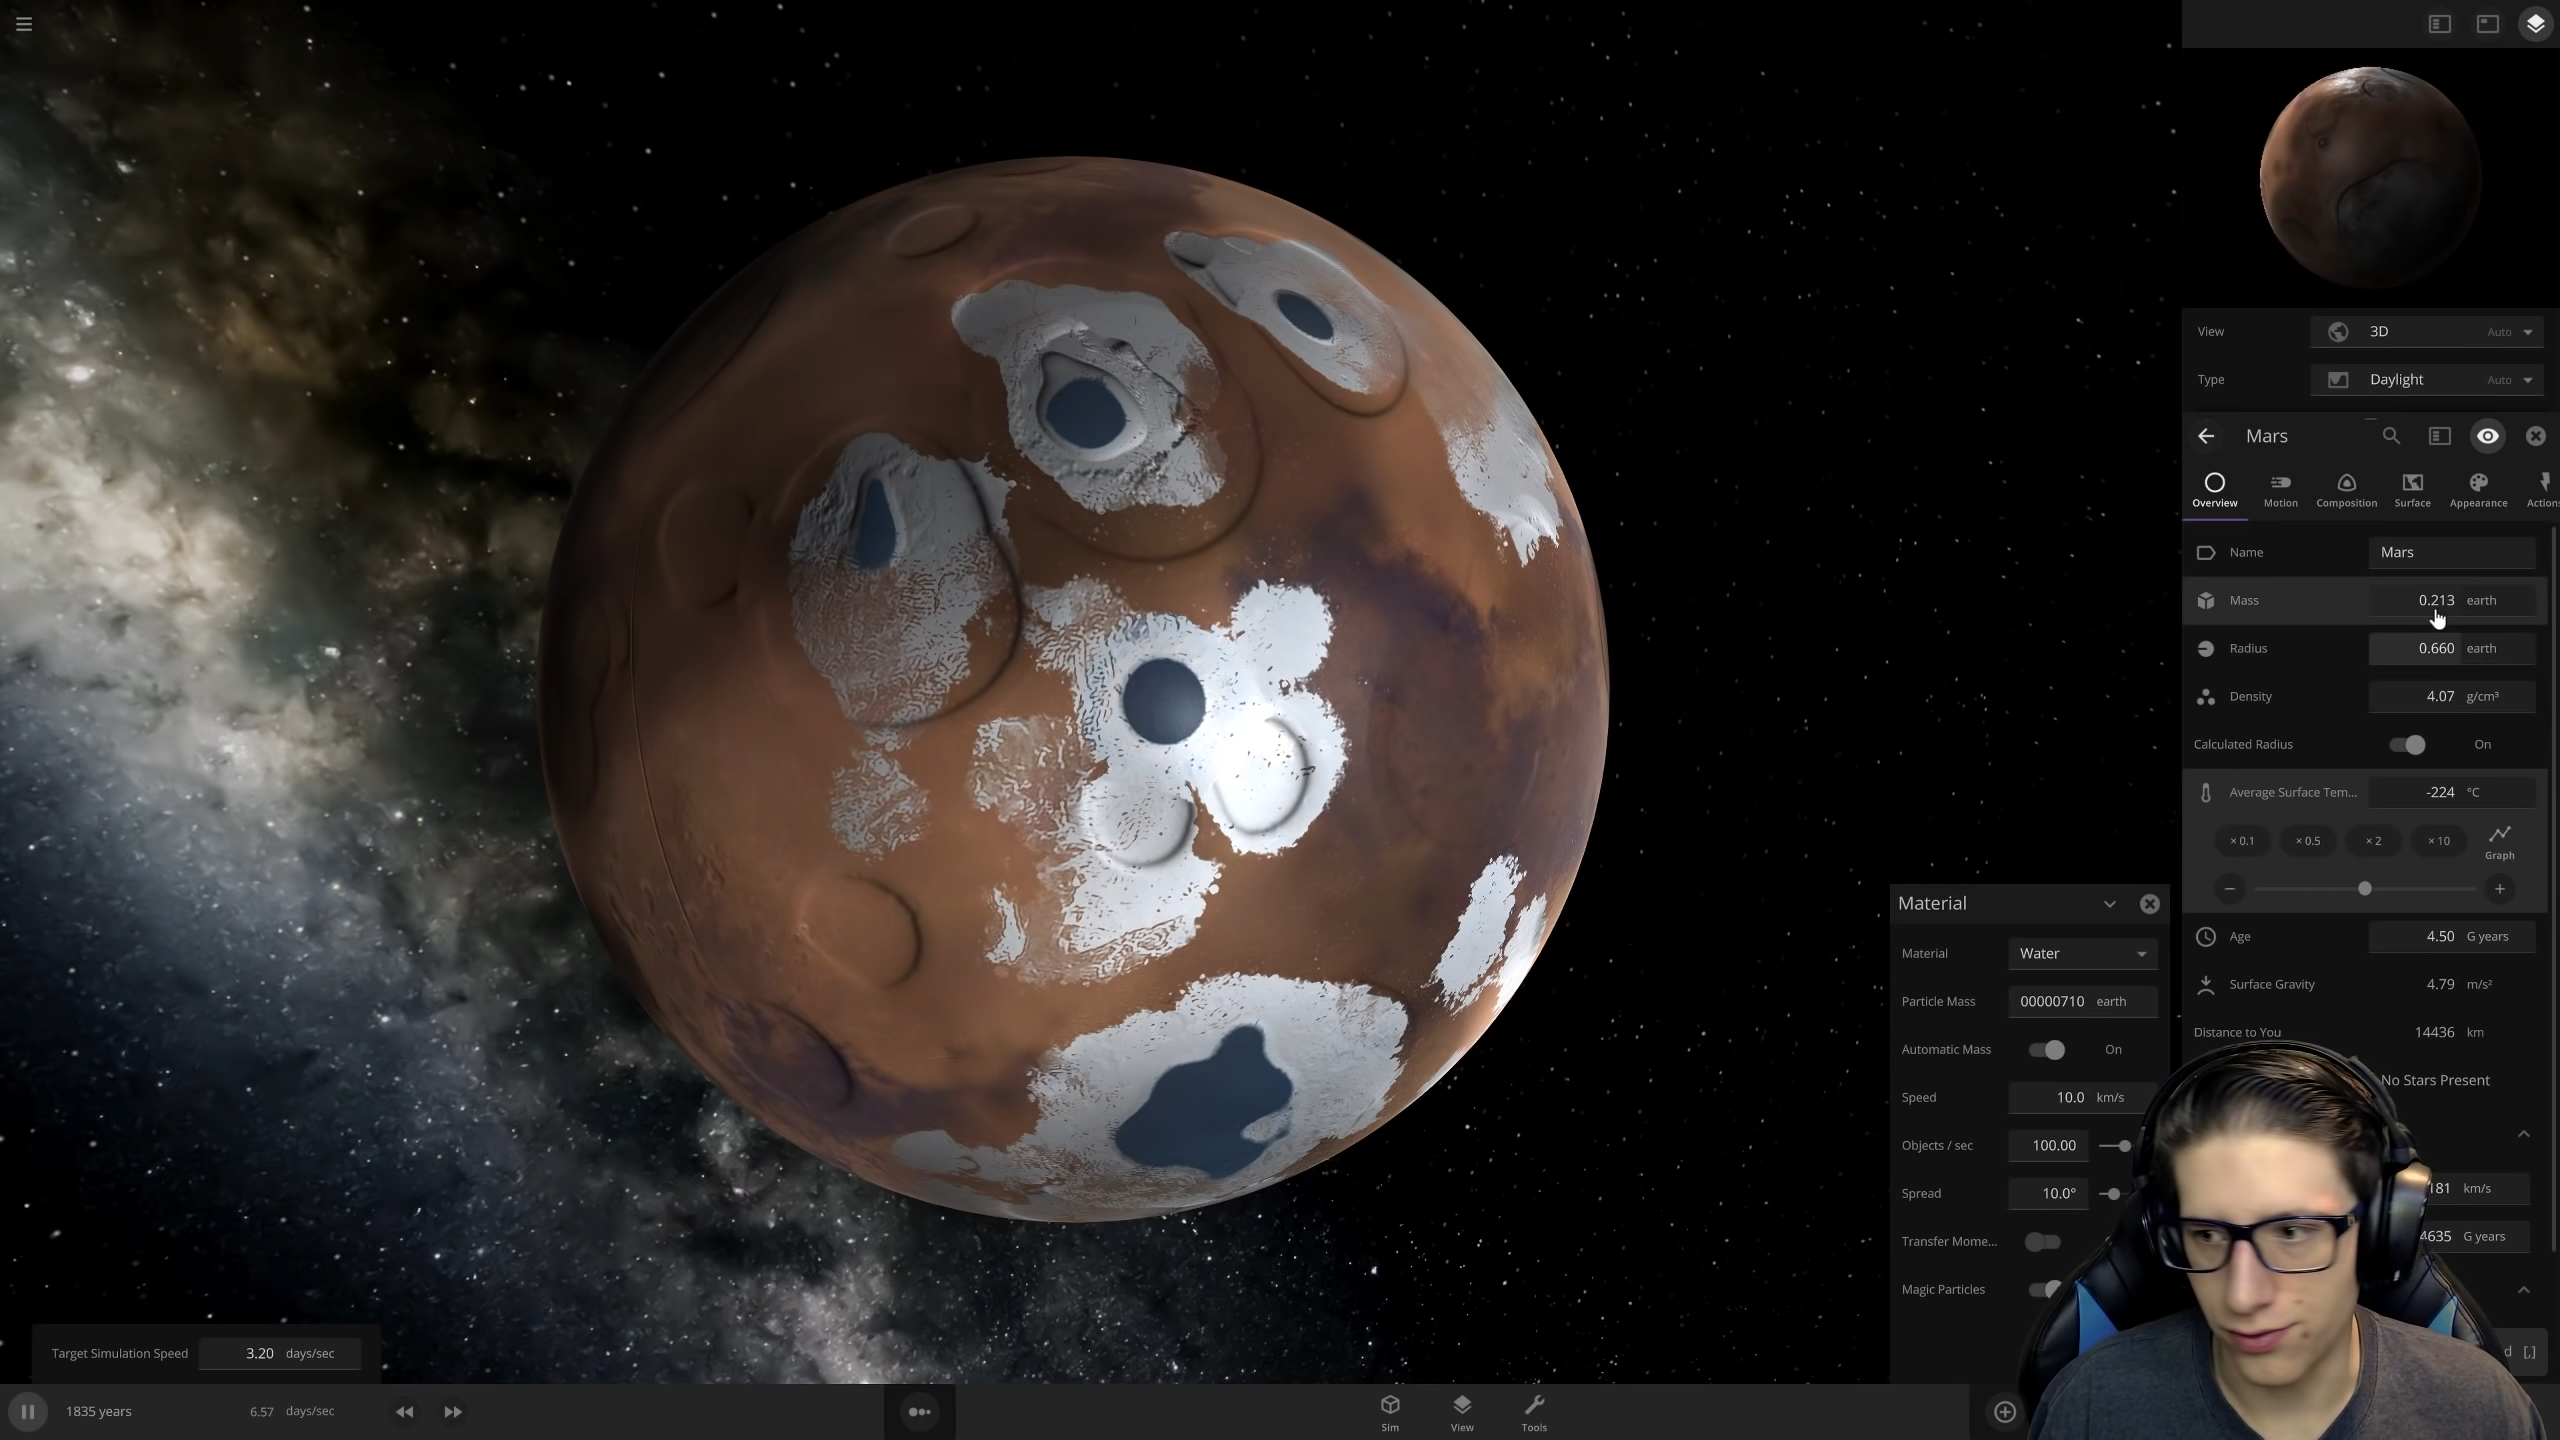 View 3D Auto
Type Daylight Auto
Mars
Overview Motion Composition Surface Appearance
Name Mars
Mass 0.213 earth
Radius 0.660 earth
Density 4.07 g/cm³
Calculated Radius On
Average Surface Tem... -224 °C
× 0.1 × 0.5 × 2 × 10 Graph
Age 4.50 G years
Surface Gravity 4.79 m/s²
Distance to You 14436 km
No Stars Present
181 km/s
4635 G years
d [,]
Material
Material Water
Particle Mass 00000710 earth
Automatic Mass On
Speed 10.0 km/s
Objects / sec 100.00
Spread 10.0°
Transfer Mome...
Magic Particles
Target Simulation Speed 3.20 days/sec
1835 years 6.57 days/sec
Sim View Tools